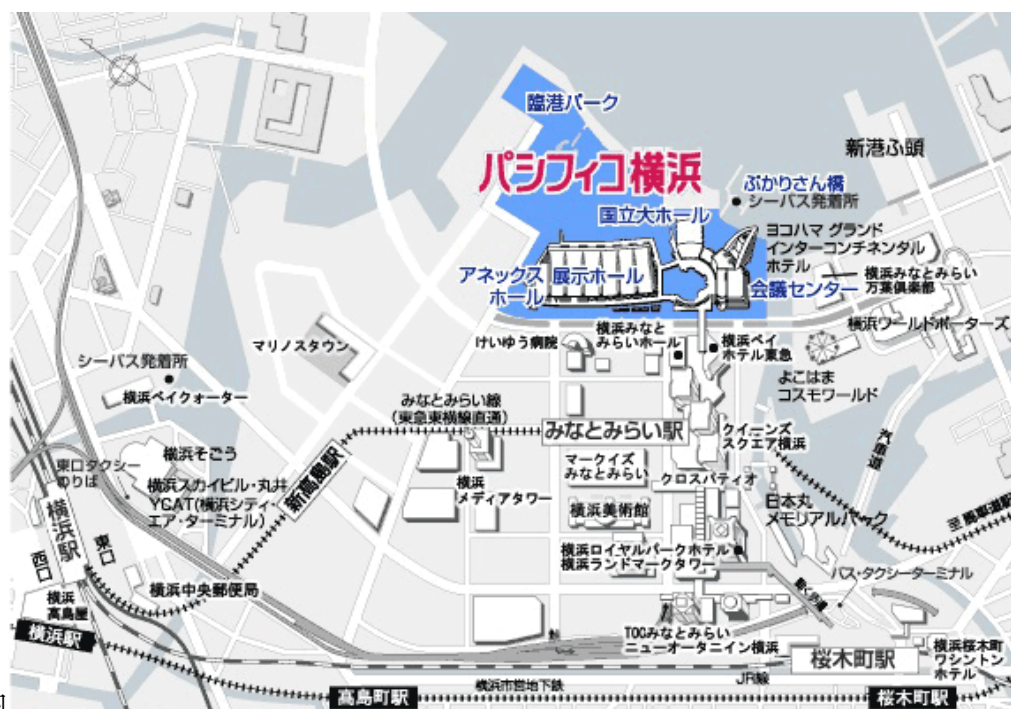 臨港パーク
新港ふ頭
パシフィコ横浜
ぷかりさん橋
シーバス発着所
国立大ホール
ヨコハマ グランド
インターコンチネンタル
ホテル
アネックス
ホール
展示ホール
会議センター
横浜みなとみらい
万葉倶楽部
横浜ワールドポーターズ
マリノスタウン
けいゆう病院
横浜みなと
みらいホール
横浜ベイ
ホテル東急
よこはま
コスモワールド
シーバス発着所
横浜ベイクォーター
みなとみらい線
(東急東横線直通)
みなとみらい駅
クイーンズ
スクエア横浜
汽車道
横浜そごう
東口タクシー
のりば
横浜スカイビル・丸井
YCAT(横浜シティ・
エア・ターミナル)
新高島駅
横浜
メディアタワー
マークイズ
みなとみらい
クロスパティオ
横浜美術館
日本丸
メモリアルパーク
至 馬車道駅
横浜駅
西口
東口
横浜ロイヤルパークホテル
横浜ランドマークタワー
動く歩道
バス・タクシーターミナル
横浜中央郵便局
横浜
高島屋
横浜駅
TOCみなとみらい
ニューオータニイン横浜
桜木町駅
横浜桜木町
ワシントン
ホテル
JR線
横浜市営地下鉄
高島町駅
桜木町駅